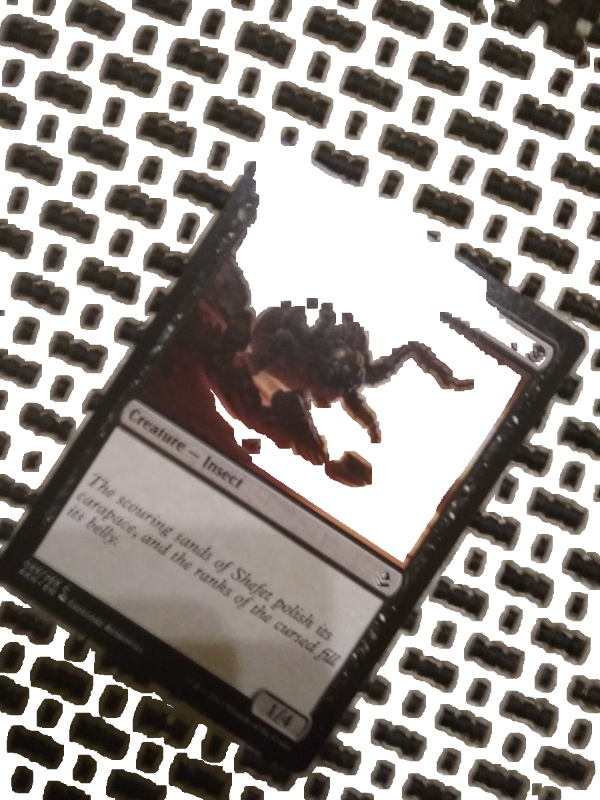 Creature — Insect
The scouring sands of Shefet polish its
carapace, and the ranks of the cursed fill
its belly.
1/4